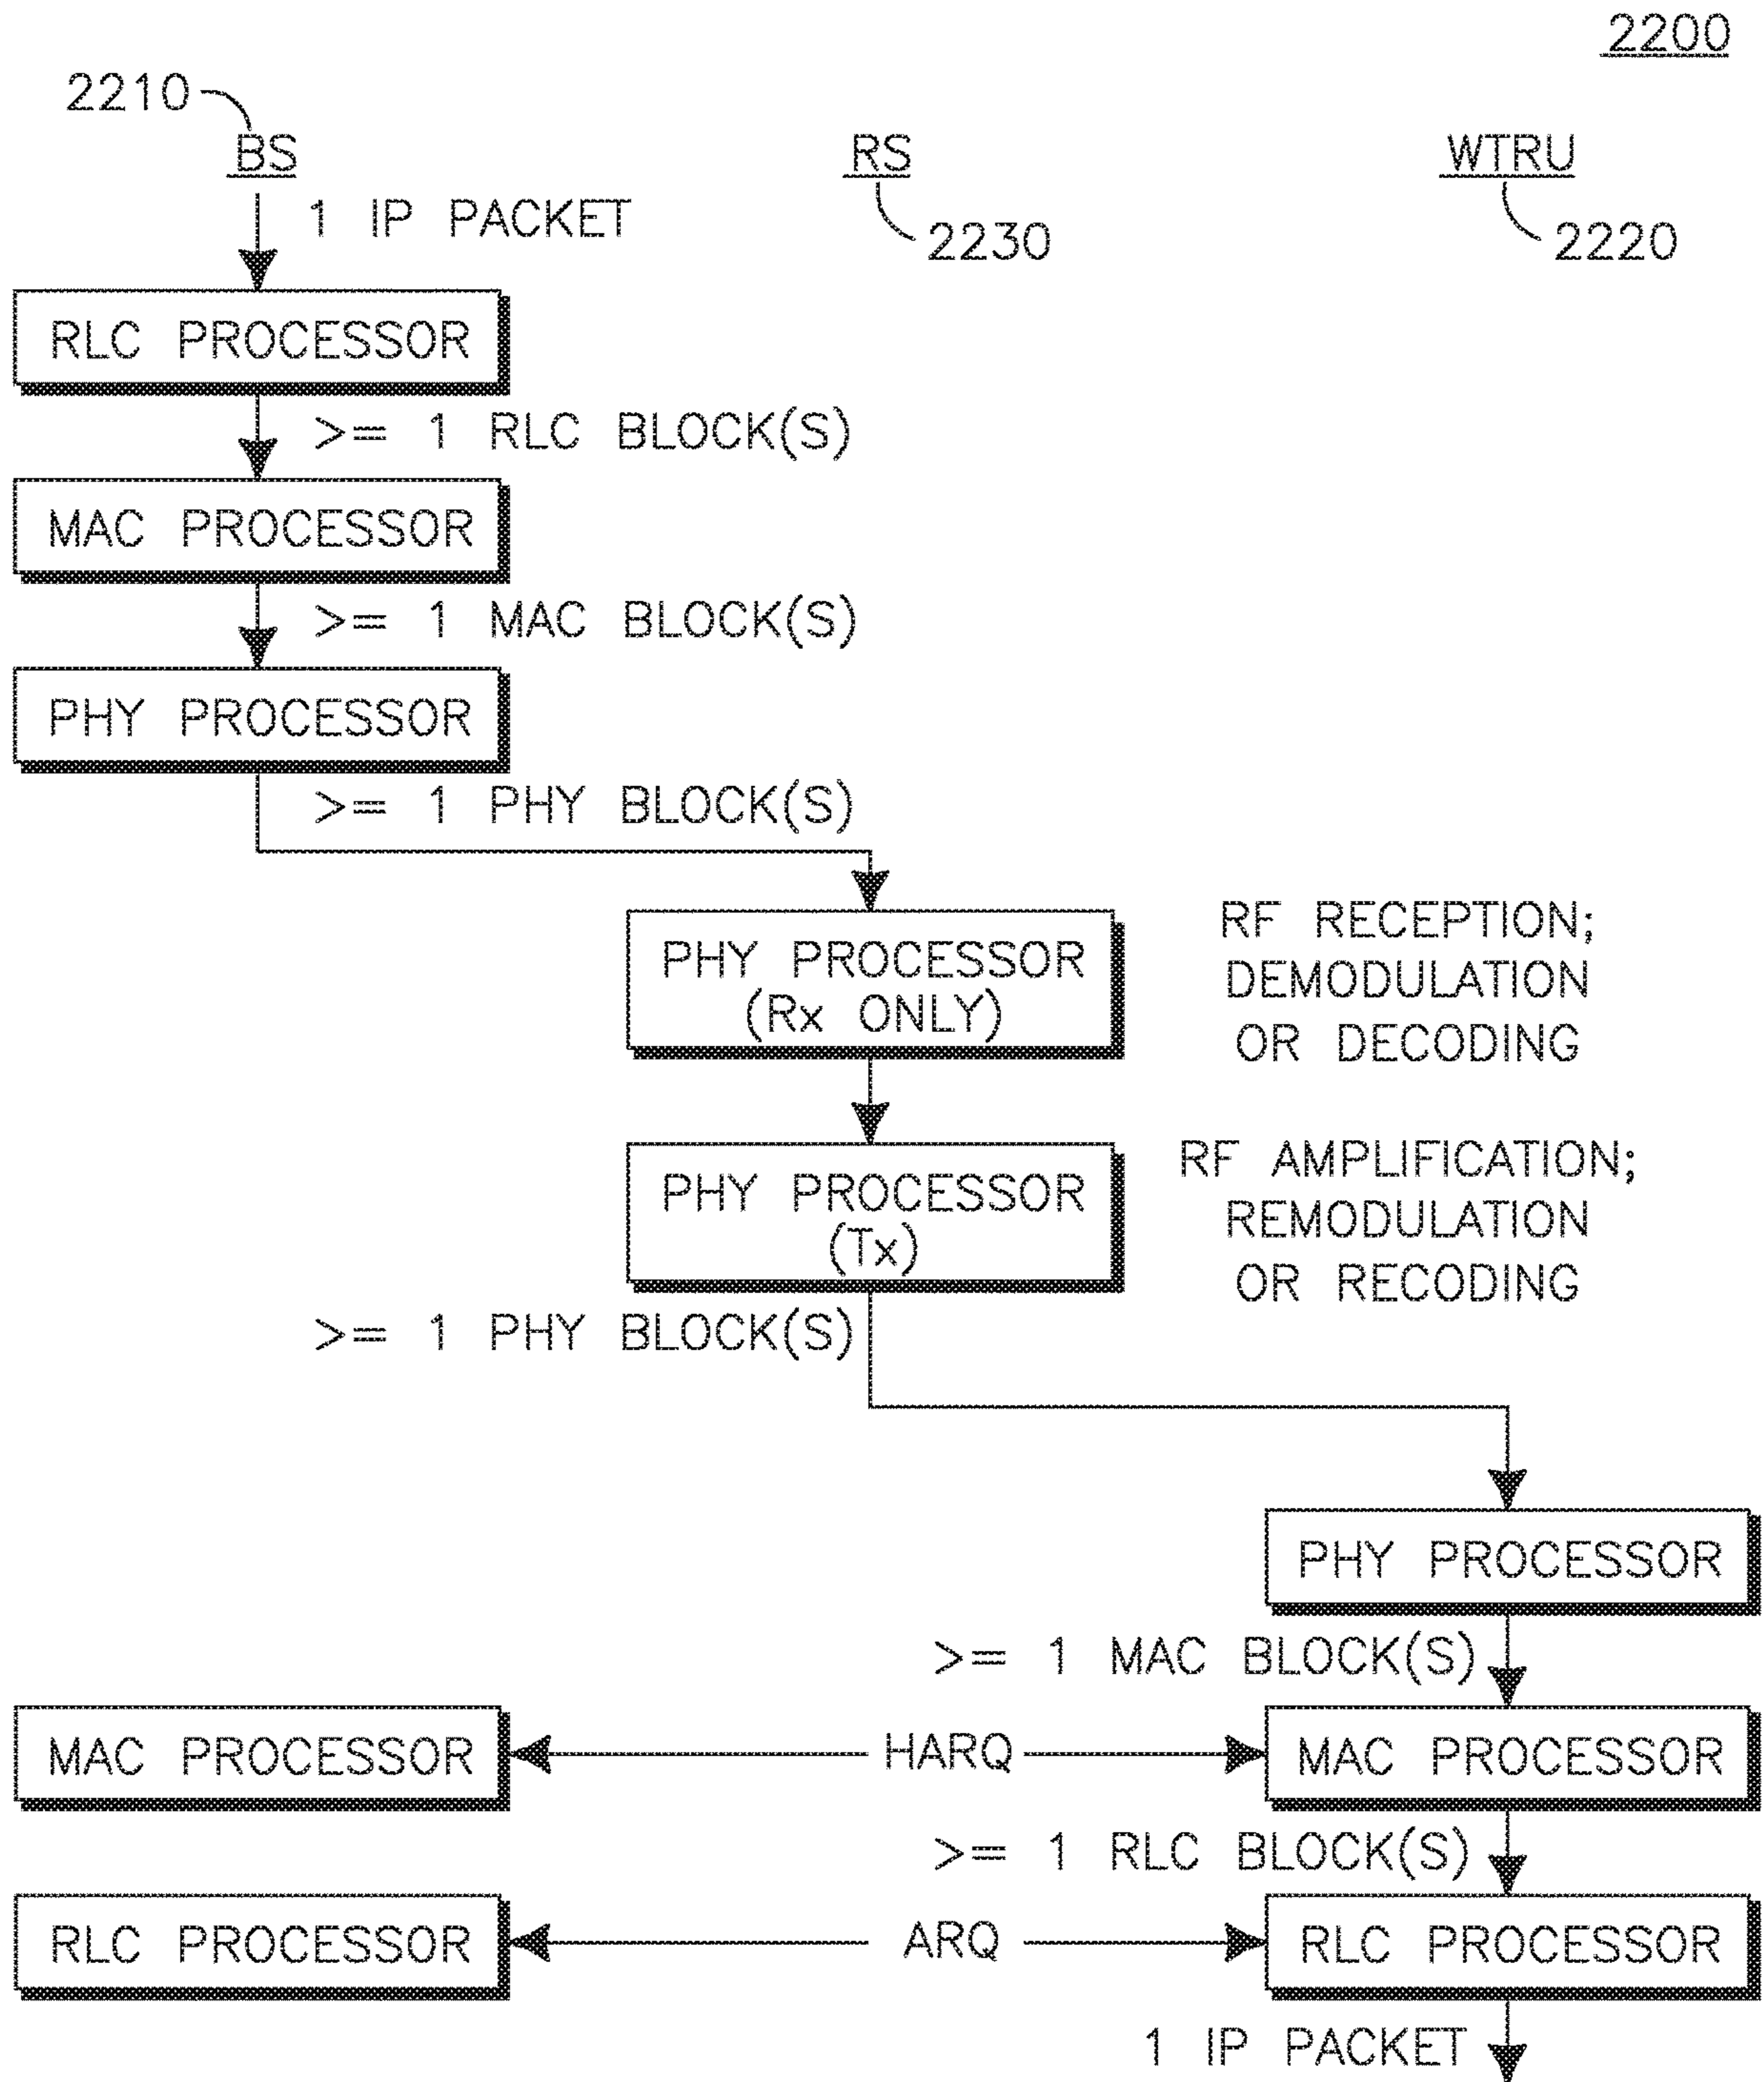 2200
2210
BS
RS
WTRU
1 IP PACKET
2230
2220
RLC PROCESSOR
>= 1 RLC BLOCK(S)
MAC PROCESSOR
>= 1 MAC BLOCK(S)
PHY PROCESSOR
>= 1 PHY BLOCK(S)
PHY PROCESSOR
(Rx ONLY)
RF RECEPTION;
DEMODULATION
OR DECODING
PHY PROCESSOR
(Tx)
RF AMPLIFICATION;
REMODULATION
OR RECODING
>= 1 PHY BLOCK(S)
PHY PROCESSOR
>= 1 MAC BLOCK(S)
MAC PROCESSOR
HARQ
MAC PROCESSOR
>= 1 RLC BLOCK(S)
RLC PROCESSOR
ARQ
RLC PROCESSOR
1 IP PACKET